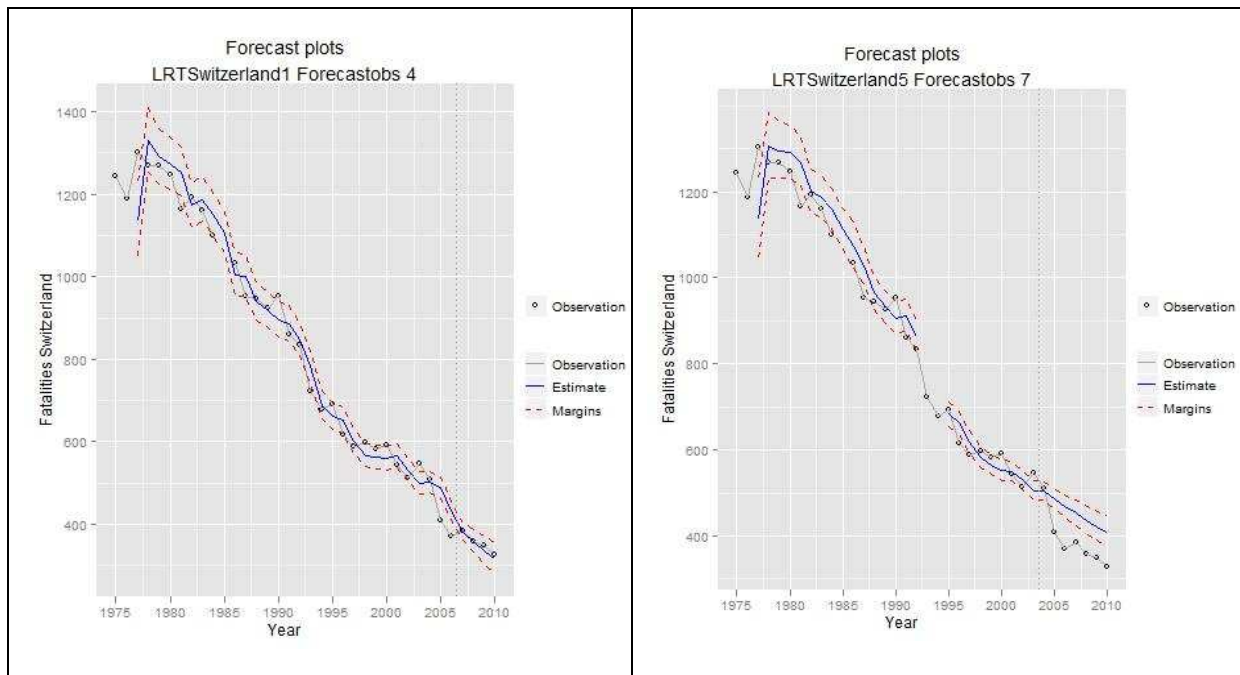 Forecast plots
LRTSwitzerland1 Forecastobs 4
1400
1200
1000
800
600
400
Fatalities Switzerland
1975 1980 1985 1990 1995 2000 2005 2010
Year
Observation
Observation
Estimate
Margins
Forecast plots
LRTSwitzerland5 Forecastobs 7
1200
1000
800
600
400
Fatalities Switzerland
1975 1980 1985 1990 1995 2000 2005 2010
Year
Observation
Observation
Estimate
Margins